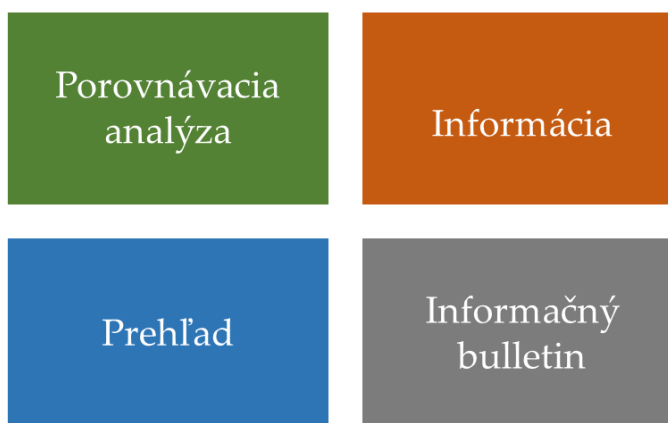 Porovnávacia
analýza
Informácia
Prehľad
Informačný
bulletin